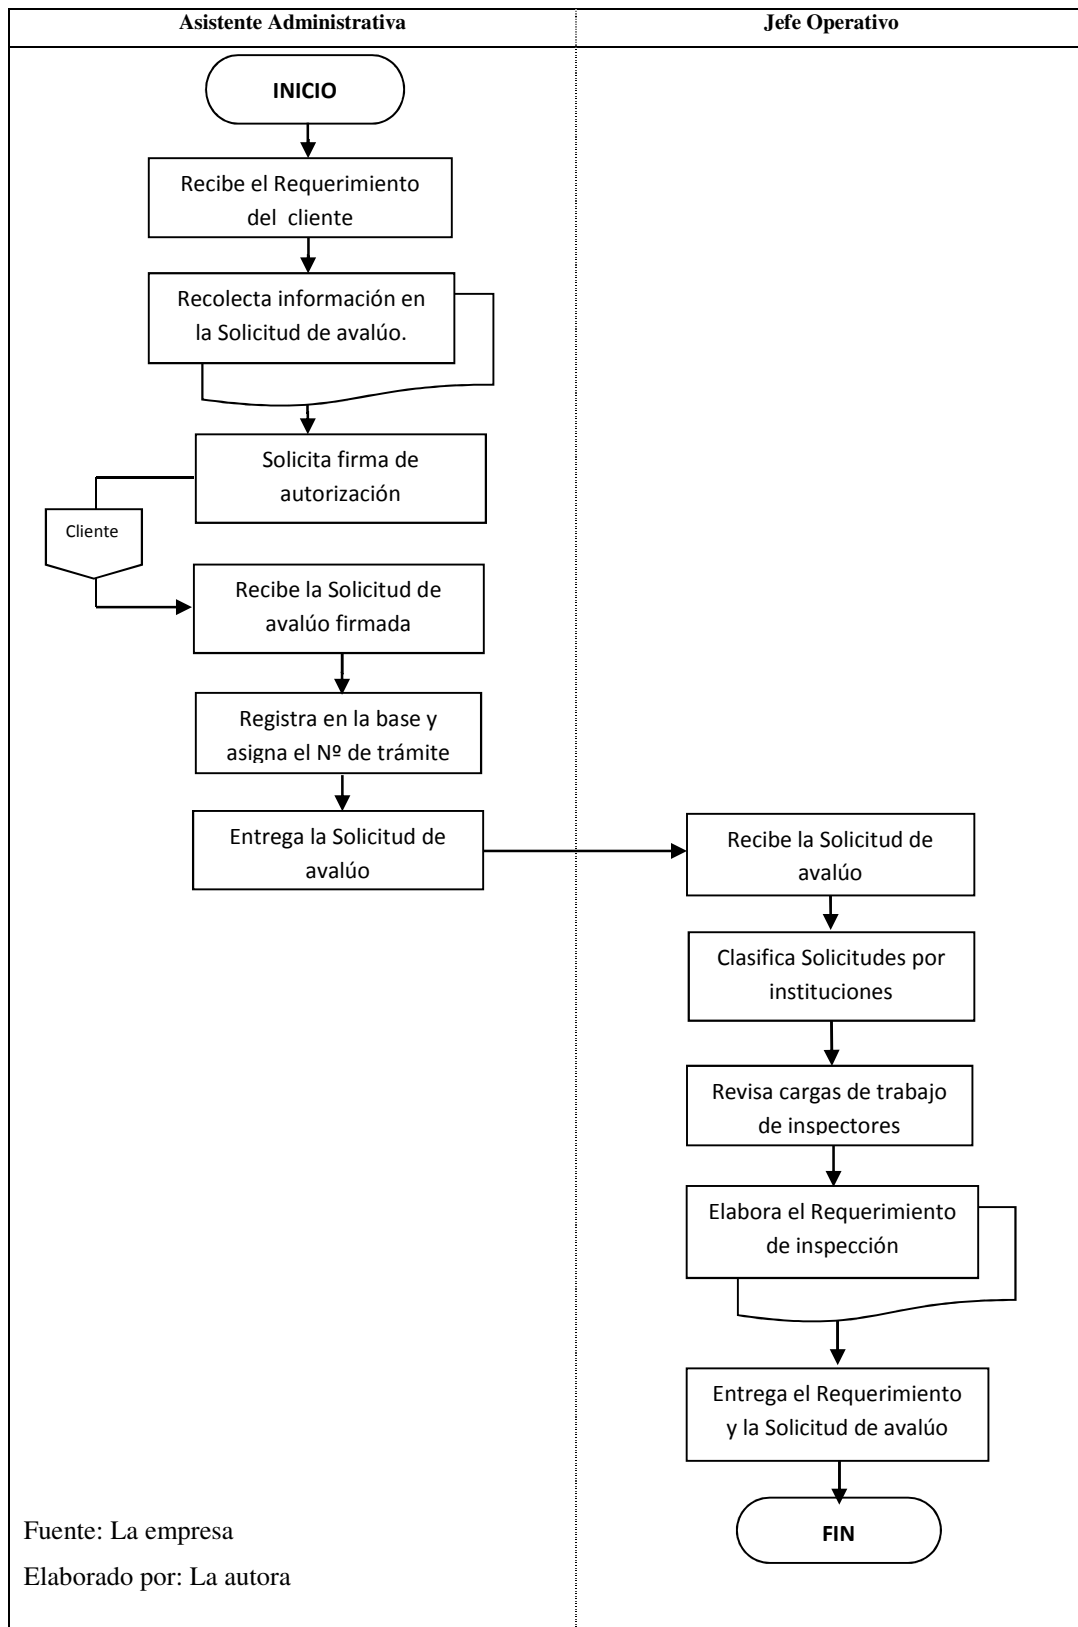 Asistente Administrativa
Jefe Operativo
INICIO
Recibe el Requerimiento
del cliente
Recolecta información en
la Solicitud de avalúo.
Solicita firma de
autorización
Cliente
Recibe la Solicitud de
avalúo firmada
Registra en la base y
asigna el Nº de trámite
Entrega la Solicitud de
avalúo
Recibe la Solicitud de
avalúo
Clasifica Solicitudes por
instituciones
Revisa cargas de trabajo
de inspectores
Elabora el Requerimiento
de inspección
Entrega el Requerimiento
y la Solicitud de avalúo
FIN
Fuente: La empresa
Elaborado por: La autora